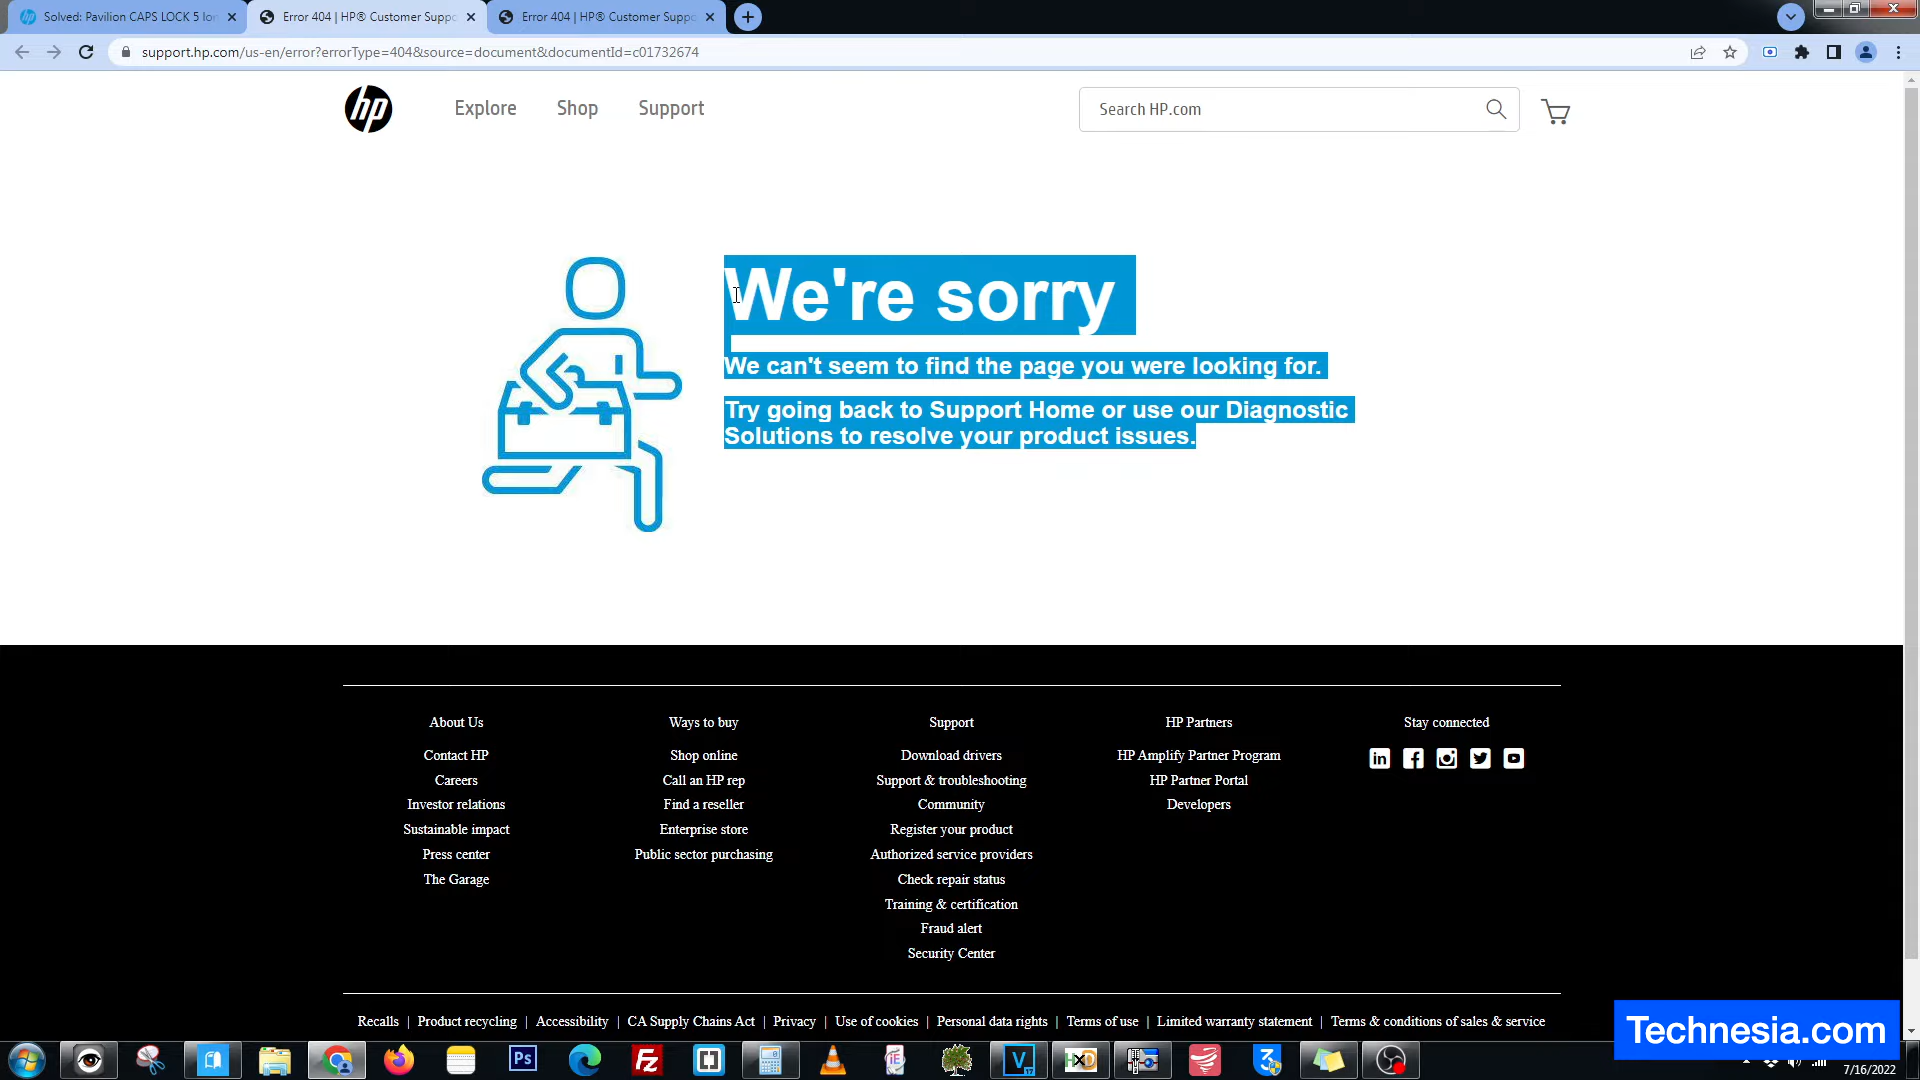 Solved: Pavilion CAPS LOCK 5 lon
Error 404 | HP® Customer Suppo
Error 404 | HP® Customer Suppo
support.hp.com/us-en/error?errorType=404&source=document&documentId=c01732674
hp
Explore
Shop
Support
Search HP.com
We're sorry
We can't seem to find the page you were looking for.
Try going back to Support Home or use our Diagnostic
Solutions to resolve your product issues.
About Us
Contact HP
Careers
Investor relations
Sustainable impact
Press center
The Garage
Ways to buy
Shop online
Call an HP rep
Find a reseller
Enterprise store
Public sector purchasing
Support
Download drivers
Support & troubleshooting
Community
Register your product
Authorized service providers
Check repair status
Training & certification
Fraud alert
Security Center
HP Partners
HP Amplify Partner Program
HP Partner Portal
Developers
Stay connected
Recalls | Product recycling | Accessibility | CA Supply Chains Act | Privacy | Use of cookies | Personal data rights | Terms of use | Limited warranty statement | Terms & conditions of sales & service
Technesia.com
Ps
Fz
V
HXD
iE
3
7/16/2022